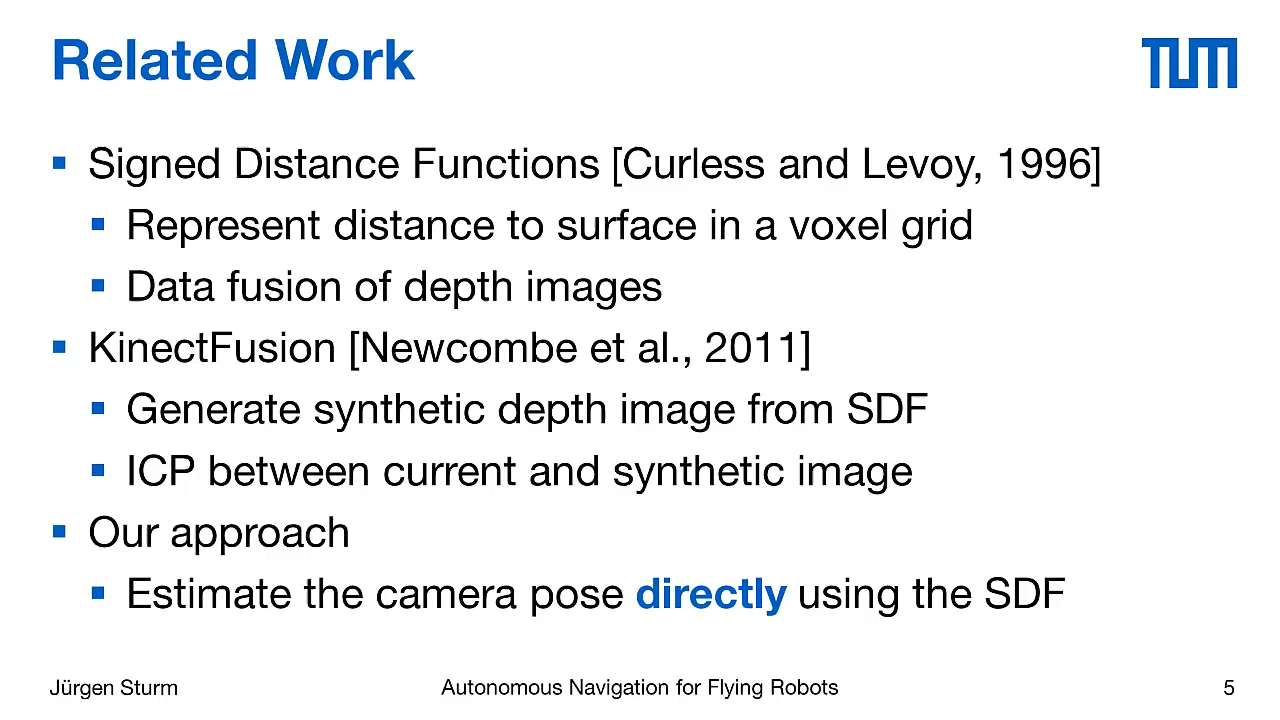 Related Work
TUM
Signed Distance Functions [Curless and Levoy, 1996]
Represent distance to surface in a voxel grid
Data fusion of depth images
KinectFusion [Newcombe et al., 2011]
Generate synthetic depth image from SDF
ICP between current and synthetic image
Our approach
Estimate the camera pose directly using the SDF
Jürgen Sturm
Autonomous Navigation for Flying Robots
5